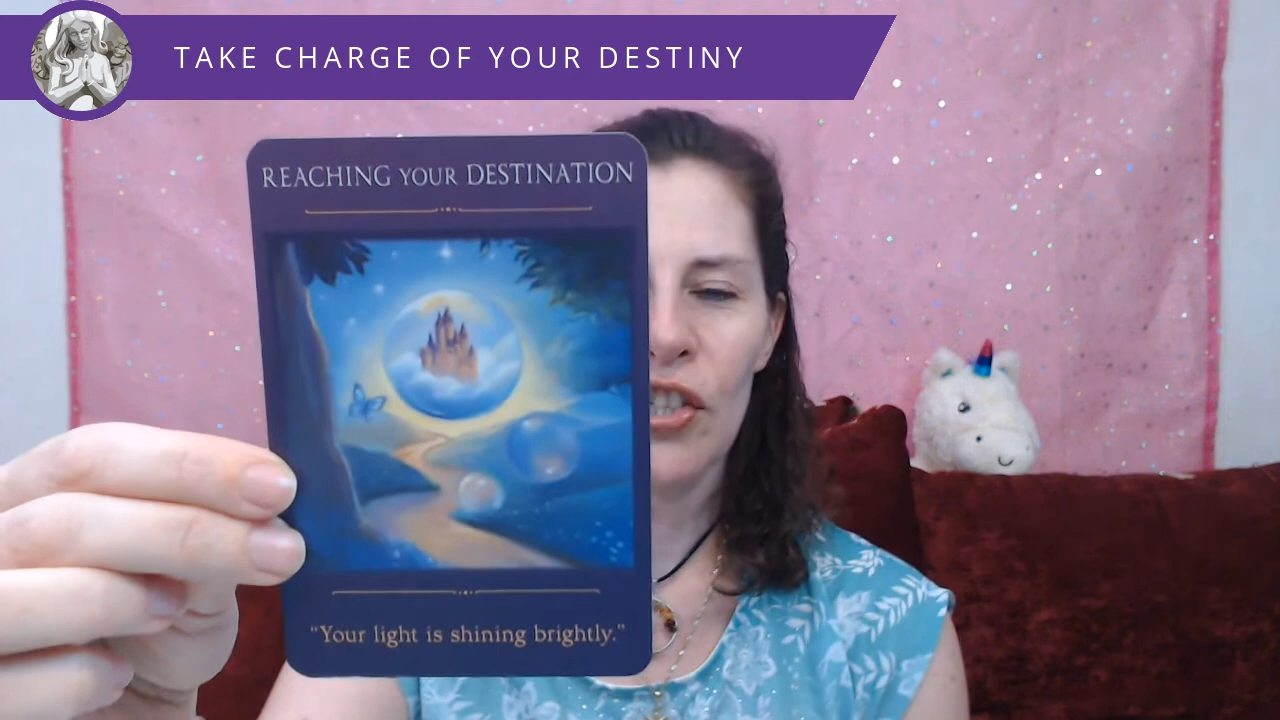 TAKE CHARGE OF YOUR DESTINY
REACHING YOUR DESTINATION
"Your light is shining brightly."